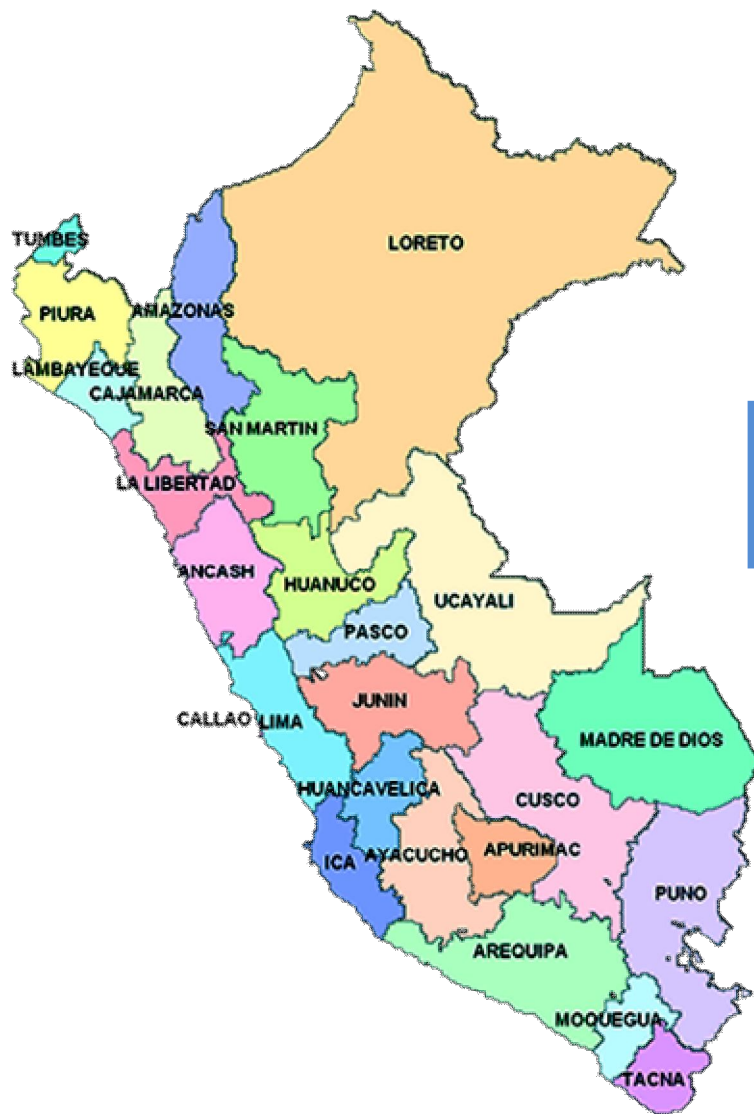 LORETO
TUMBES
PIURA
AMAZONAS
LAMBAYEQUE
CAJAMARCA
SAN MARTIN
LA LIBERTAD
ANCASH
HUANUCO
UCAYALI
PASCO
JUNIN
CALLAO
LIMA
MADRE DE DIOS
HUANCAVELICA
CUSCO
ICA
AYACUCHO
APURIMAC
PUNO
AREQUIPA
MOQUEGUA
TACNA